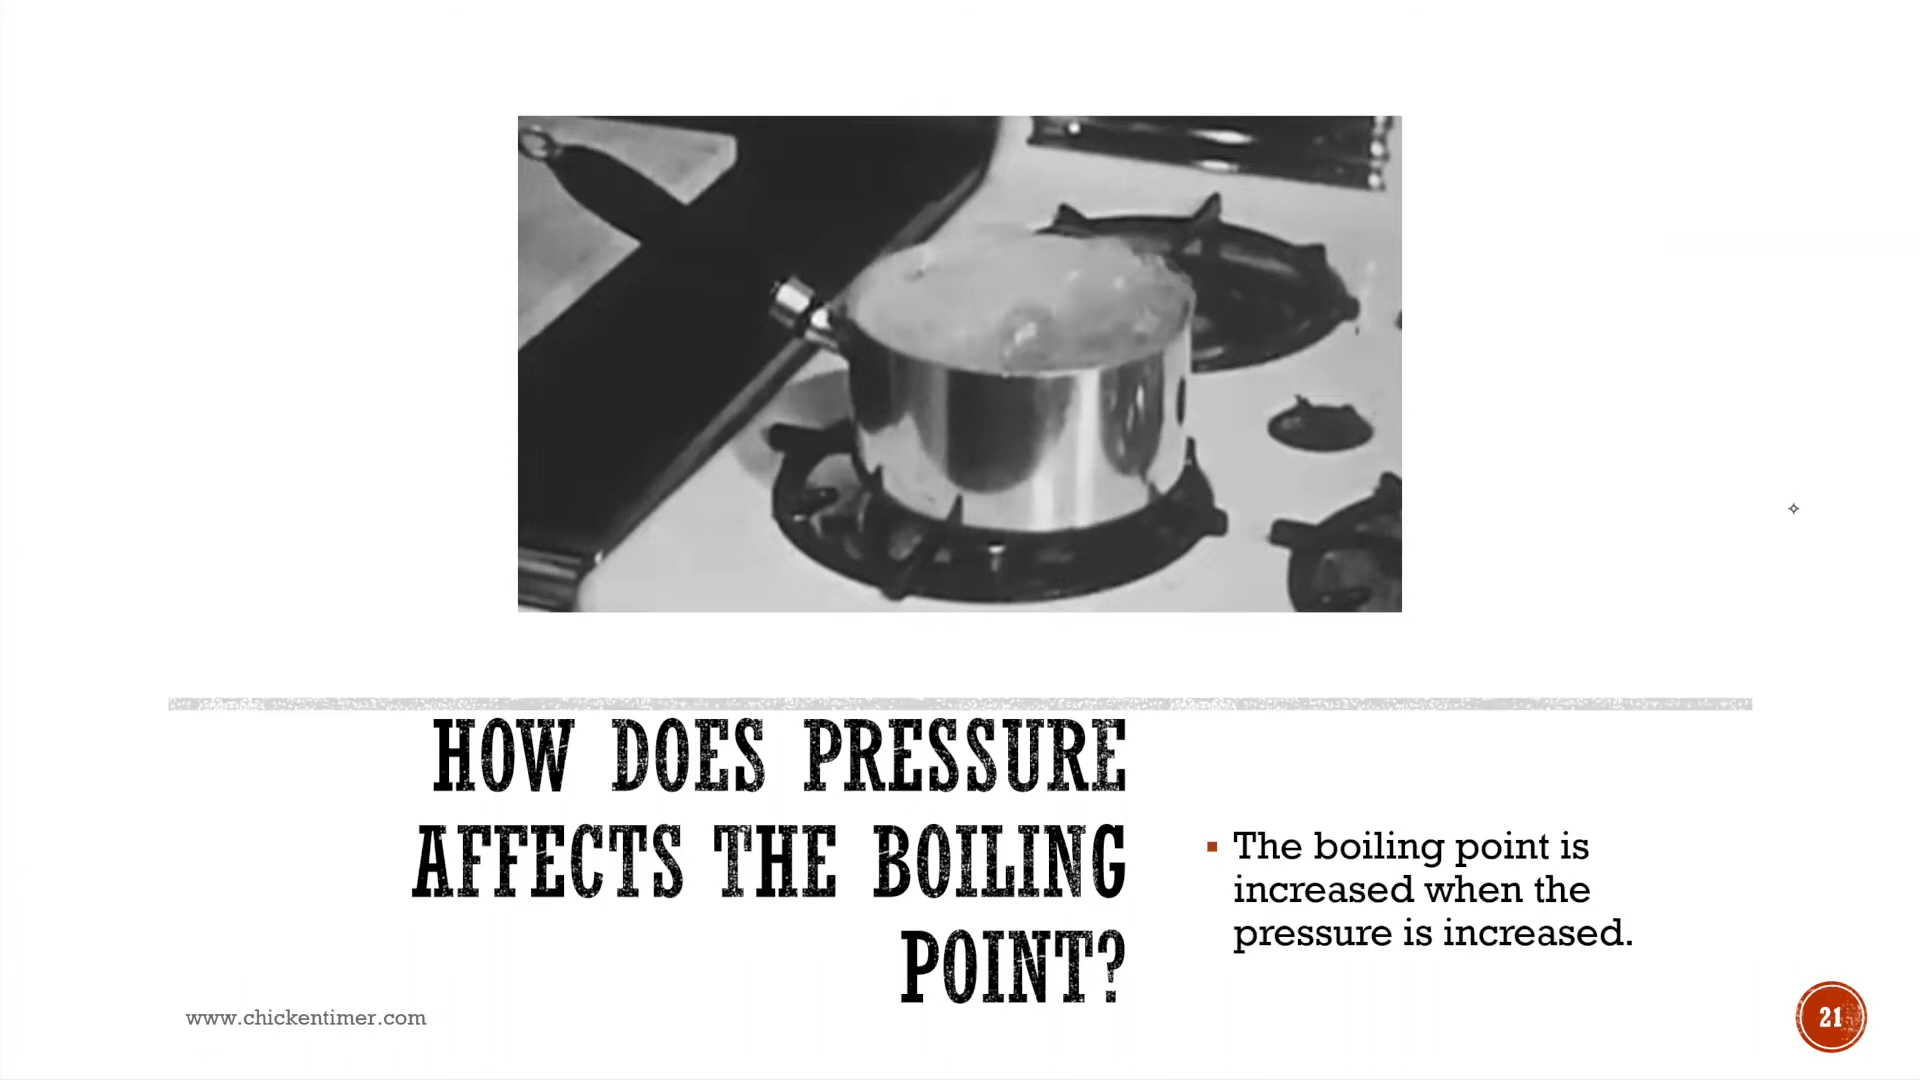 HOW DOES PRESSURE
AFFECTS THE BOILING
POINT?
The boiling point is
increased when the
pressure is increased.
www.chickentimer.com
21